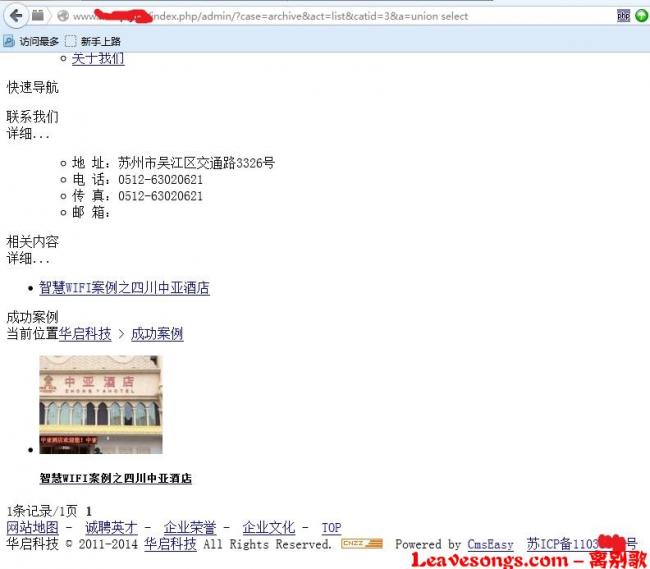 www. /index.php/admin/?case=archive&act=list&catid=3&a=union select
php
访问最多 新手上路
关于我们
快速导航
联系我们
详细...
地 址：苏州市吴江区交通路3326号
电 话：0512-63020621
传 真：0512-63020621
邮 箱：
相关内容
详细...
智慧WIFI案例之四川中亚酒店
成功案例
当前位置华启科技 > 成功案例
中亚酒店
ZHONG YA HOTEL
智慧WIFI案例之四川中亚酒店
1条记录/1页 1
网站地图 - 诚聘英才 - 企业荣誉 - 企业文化 - TOP
华启科技 © 2011-2014 华启科技 All Rights Reserved. CNZZ Powered by CmsEasy 苏ICP备1103 号
Leavesongs.com - 离别歌